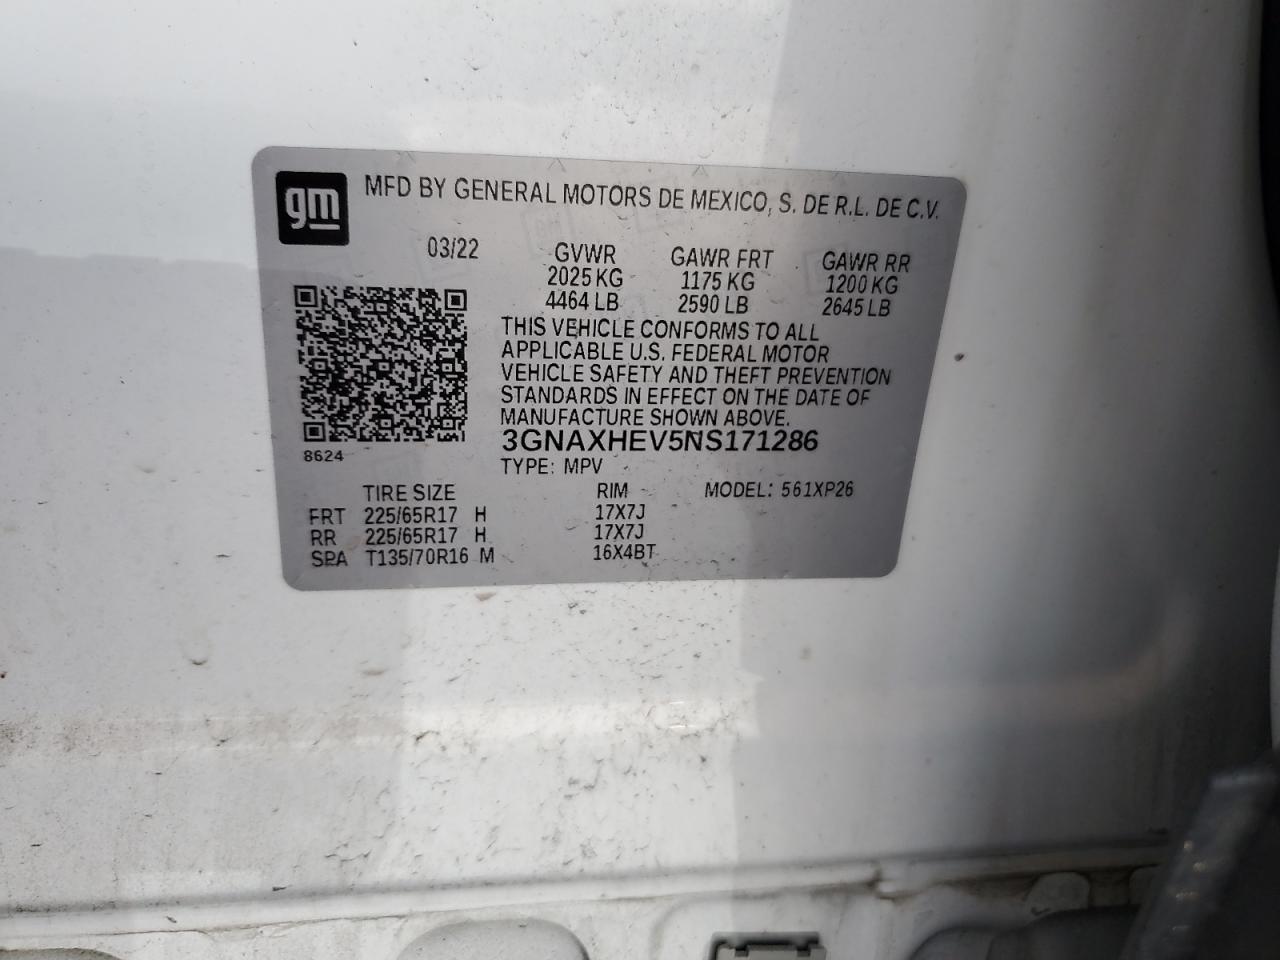 gm
MFD BY GENERAL MOTORS DE MEXICO, S. DE R.L. DE C.V.
03/22 GVWR GAWR FRT GAWR RR
2025 KG 1175 KG 1200 KG
4464 LB 2590 LB 2645 LB
THIS VEHICLE CONFORMS TO ALL
APPLICABLE U.S. FEDERAL MOTOR
VEHICLE SAFETY AND THEFT PREVENTION
STANDARDS IN EFFECT ON THE DATE OF
MANUFACTURE SHOWN ABOVE.
3GNAXHEV5NS171286
8624
TYPE: MPV
TIRE SIZE RIM MODEL: 561XP26
FRT 225/65R17 H 17X7J
RR 225/65R17 H 17X7J
SPA T135/70R16 M 16X4BT